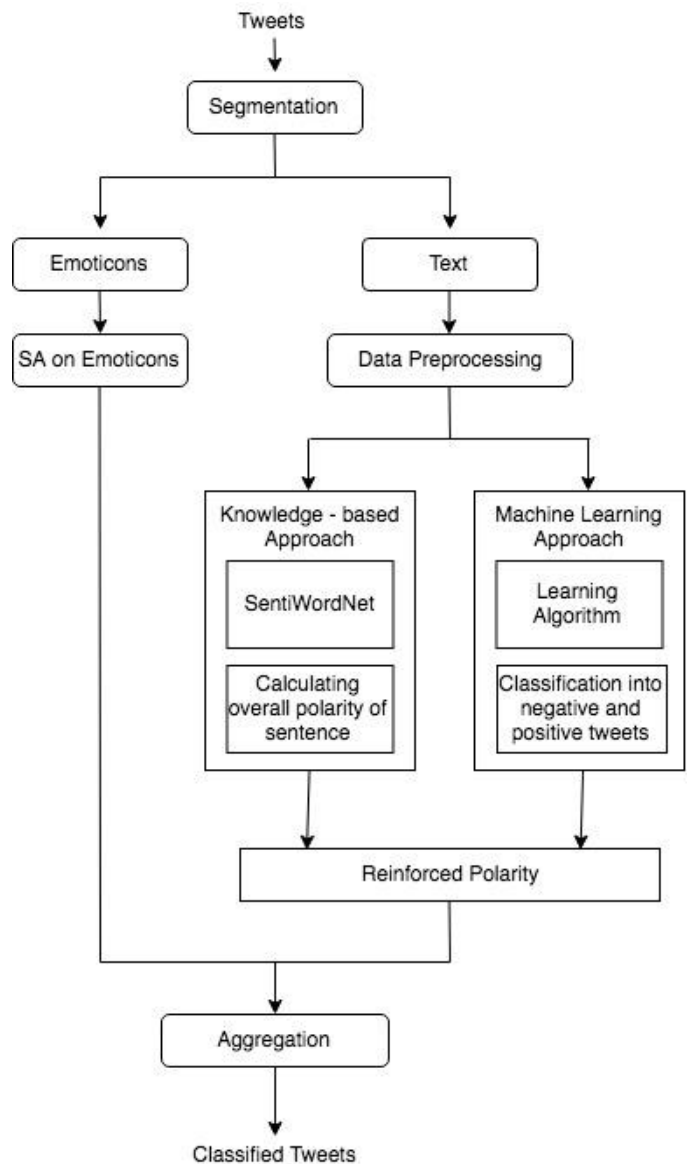 Tweets
Segmentation
Emoticons
Text
SA on Emoticons
Data Preprocessing
Knowledge - based
Approach
SentiWordNet
Calculating
overall polarity of
sentence
Machine Learning
Approach
Learning
Algorithm
Classification into
negative and
positive tweets
Reinforced Polarity
Aggregation
Classified Tweets